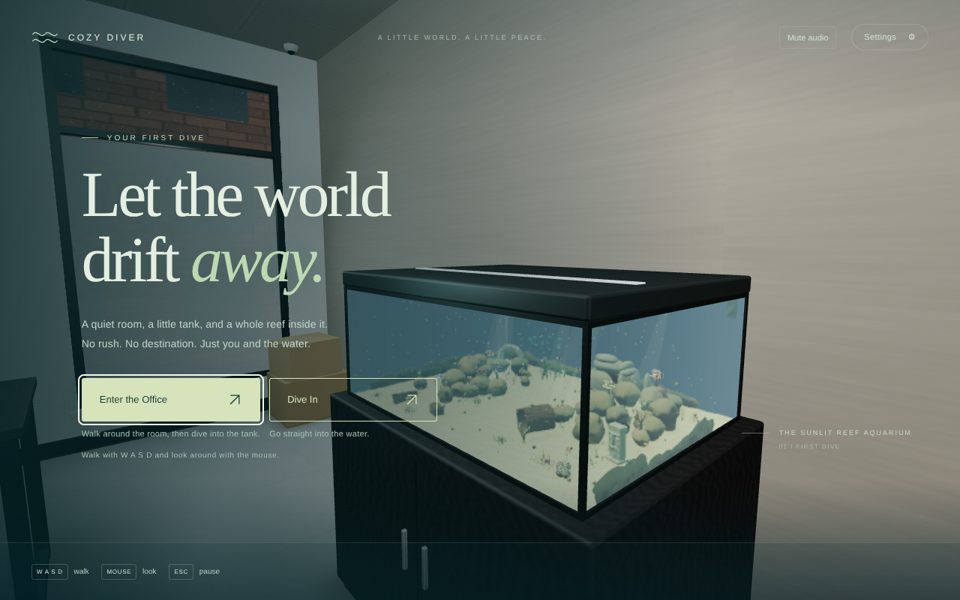 COZY DIVER
A LITTLE WORLD. A LITTLE PEACE.
Mute audio
Settings
YOUR FIRST DIVE
Let the world
drift away.
A quiet room, a little tank, and a whole reef inside it.
No rush. No destination. Just you and the water.
Enter the Office
Dive In
Walk around the room, then dive into the tank.
Go straight into the water.
Walk with W A S D and look around with the mouse.
THE SUNLIT REEF AQUARIUM
01 FIRST DIVE
W A S D walk
MOUSE look
ESC pause